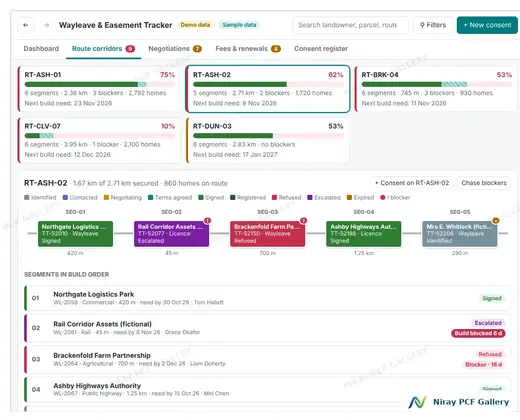 Wayleave & Easement Tracker Demo data Sample data Search landowner, parcel, route Filters + New consent
Dashboard Route corridors 9 Negotiations 7 Fees & renewals 4 Consent register
RT-ASH-01 75%
6 segments · 2.36 km · 3 blockers · 2,792 homes
Next build need: 23 Nov 2026
RT-ASH-02 62%
5 segments · 2.71 km · 2 blockers · 1,720 homes
Next build need: 8 Nov 2026
RT-BRK-04 53%
6 segments · 745 m · 3 blockers · 930 homes
Next build need: 11 Nov 2026
RT-CLV-07 10%
6 segments · 3.95 km · 1 blocker · 2,100 homes
Next build need: 12 Dec 2026
RT-DUN-03 53%
6 segments · 2.83 km · no blockers
Next build need: 17 Jan 2027
RT-ASH-02 · 1.67 km of 2.71 km secured · 860 homes on route + Consent on RT-ASH-02 Chase blockers
Identified Contacted Negotiating Terms agreed Signed Registered Refused Escalated Expired ! blocker
SEG-01 SEG-02 SEG-03 SEG-04 SEG-05
Northgate Logistics ...
TT-52010 · Wayleave
Signed
420 m
Rail Corridor Assets ...
TT-52077 · Licence
Escalated
45 m
Brackenfold Farm Pa...
TT-52150 · Wayleave
Refused
700 m
Ashby Highways Aut...
TT-52188 · Licence
Signed
1.25 km
Mrs E. Whitlock (ficti...
TT-52206 · Wayleave
Identified
290 m
SEGMENTS IN BUILD ORDER
01 Northgate Logistics Park Signed
WL-2058 · Commercial · 420 m · need by 30 Oct 26 · Tom Hallett
02 Rail Corridor Assets (fictional) Escalated
WL-2061 · Rail · 45 m · need by 8 Nov 26 · Grace Okafor Build blocked 6 d
03 Brackenfold Farm Partnership Refused
WL-2064 · Agricultural · 700 m · need by 2 Dec 26 · Liam Doherty Blocker · 18 d
04 Ashby Highways Authority Signed
WL-2067 · Public highway · 1.25 km · need by 15 Oct 26 · Mei Chen
Niray PCF Gallery